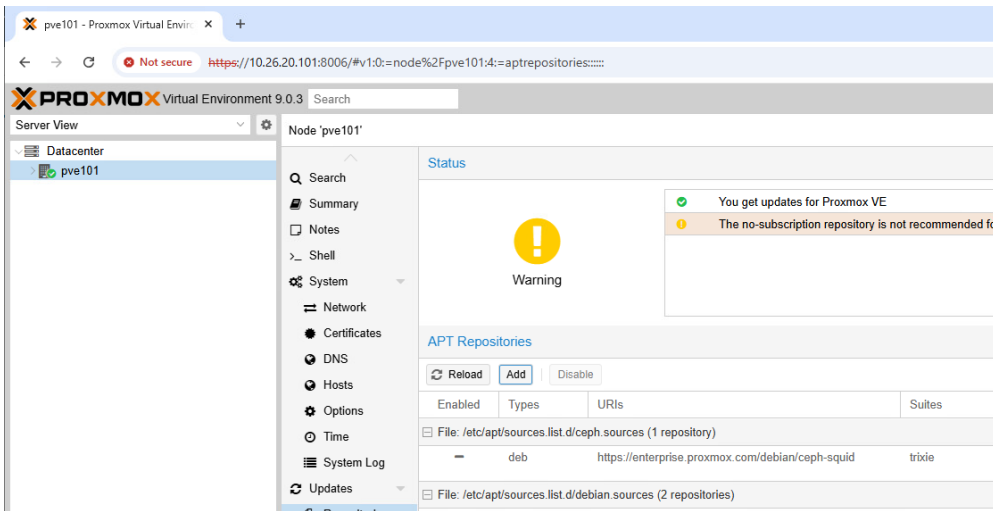 pve101 - Proxmox Virtual Enviro
Not secure https://10.26.20.101:8006/#v1:0:=node%2Fpve101:4:=aptrepositories::::::
PROXMOX Virtual Environment 9.0.3 Search
Server View
Datacenter
pve101
Node 'pve101'
Search
Summary
Notes
>_ Shell
System
Network
Certificates
DNS
Hosts
Options
Time
System Log
Updates
Status
Warning
You get updates for Proxmox VE
The no-subscription repository is not recommended fo
APT Repositories
Reload Add Disable
Enabled Types URIs Suites
File: /etc/apt/sources.list.d/ceph.sources (1 repository)
deb https://enterprise.proxmox.com/debian/ceph-squid trixie
File: /etc/apt/sources.list.d/debian.sources (2 repositories)